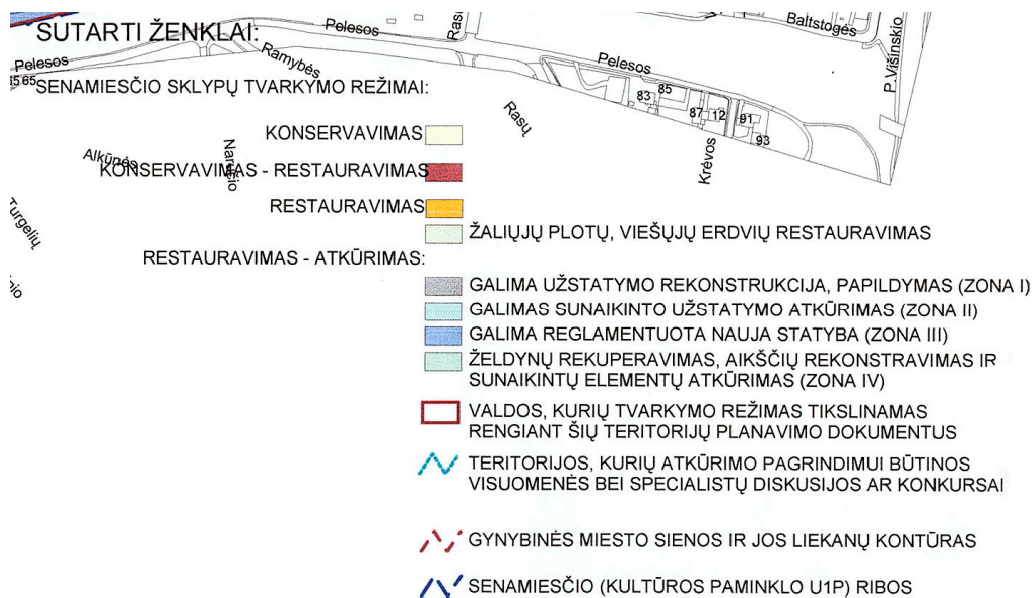 SUTARTI ŽENKLAI:
Pelesos
Baltstogės
P.Višinskio
Pelesos
Ramybės
Pelesos
SENAMIESČIO SKLYPŲ TVARKYMO REŽIMAI:
83
85
87
12
91
93
Rasų
Krėvos
KONSERVAVIMAS
Alkūnės
Naručio
KONSERVAVIMAS - RESTAURAVIMAS
RESTAURAVIMAS
Turgelių
ŽALIŲJŲ PLOTŲ, VIEŠŲJŲ ERDVIŲ RESTAURAVIMAS
RESTAURAVIMAS - ATKŪRIMAS:
GALIMA UŽSTATYMO REKONSTRUKCIJA, PAPILDYMAS (ZONA I)
GALIMAS SUNAIKINTO UŽSTATYMO ATKŪRIMAS (ZONA II)
GALIMA REGLAMENTUOTA NAUJA STATYBA (ZONA III)
ŽELDYNŲ REKUPERAVIMAS, AIKŠČIŲ REKONSTRAVIMAS IR
SUNAIKINTŲ ELEMENTŲ ATKŪRIMAS (ZONA IV)
VALDOS, KURIŲ TVARKYMO REŽIMAS TIKSLINAMAS
RENGIANT ŠIŲ TERITORIJŲ PLANAVIMO DOKUMENTUS
TERITORIJOS, KURIŲ ATKŪRIMO PAGRINDIMUI BŪTINOS
VISUOMENĖS BEI SPECIALISTŲ DISKUSIJOS AR KONKURSAI
GYNYBINĖS MIESTO SIENOS IR JOS LIEKANŲ KONTŪRAS
SENAMIESČIO (KULTŪROS PAMINKLO U1P) RIBOS